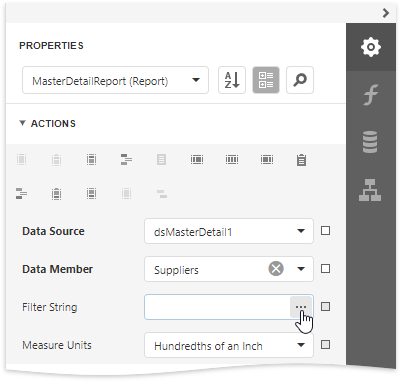 PROPERTIES
MasterDetailReport (Report)
A
Z
ACTIONS
Data Source dsMasterDetail1
Data Member Suppliers
Filter String ...
Measure Units Hundredths of an Inch